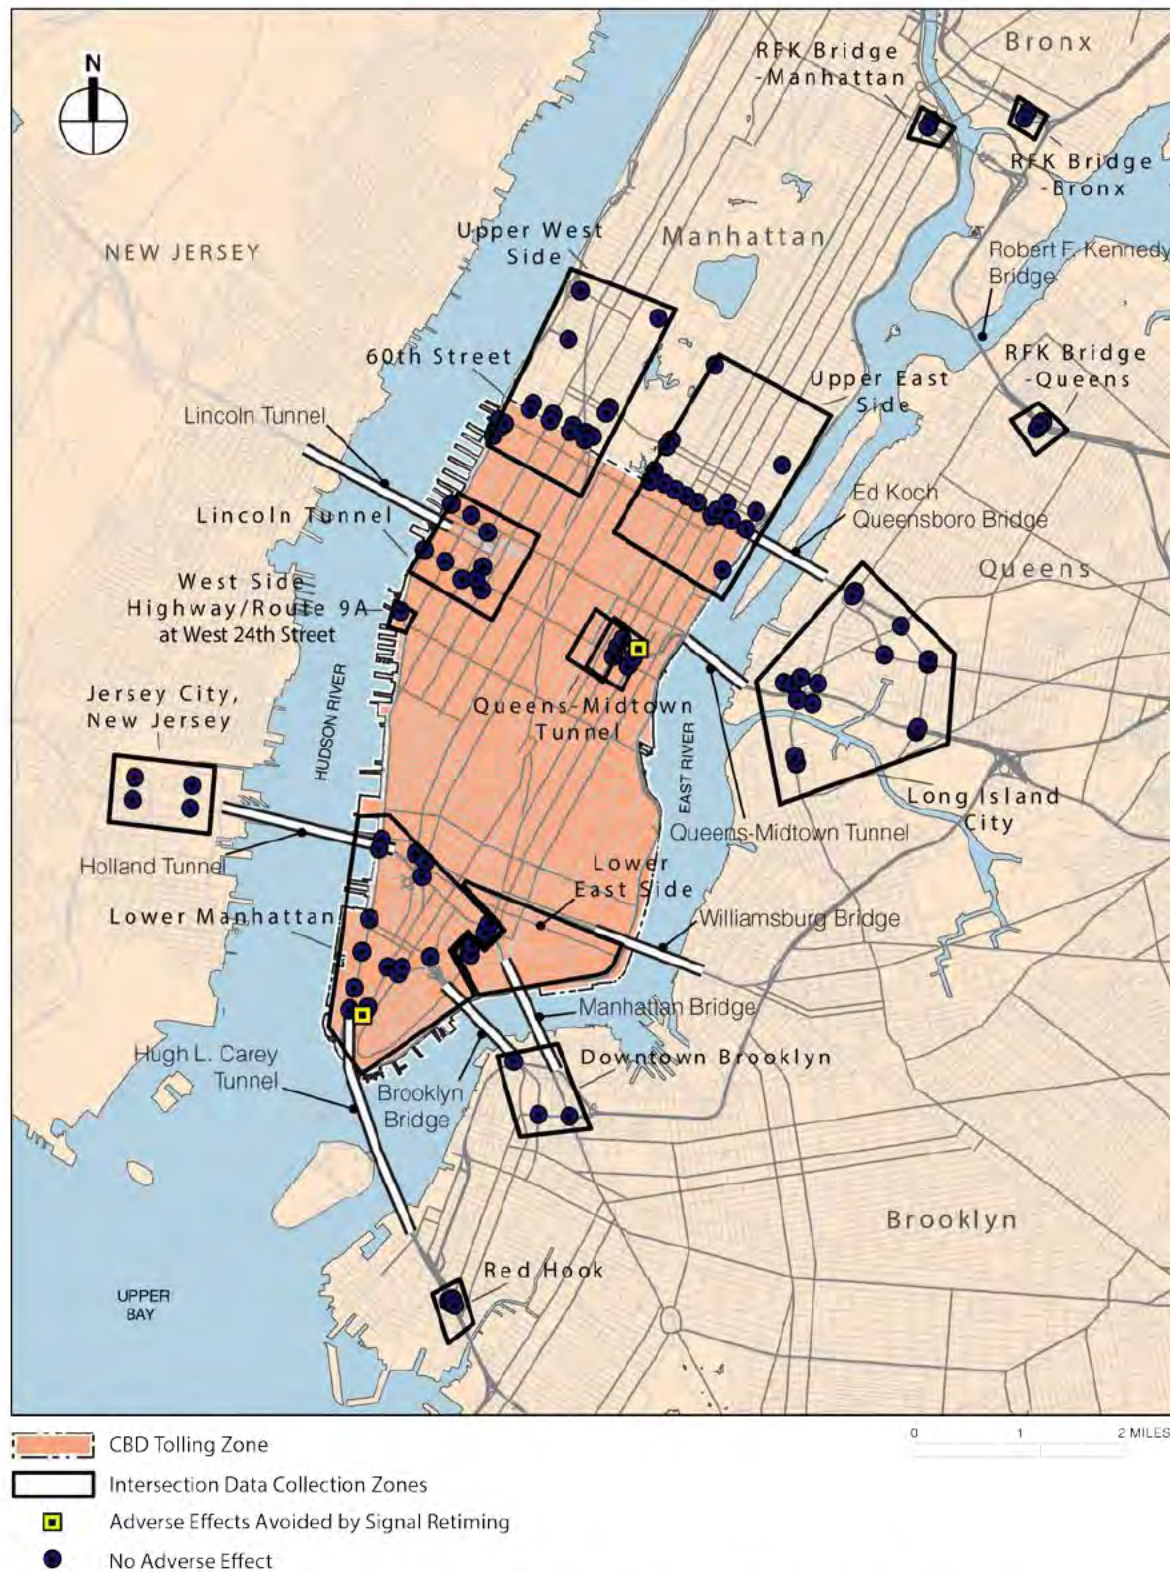 N
RFK Bridge
-Manhattan
Bronx
RFK Bridge
-Bronx
NEW JERSEY
Upper West
Side
Manhattan
Robert F. Kennedy
Bridge
60th Street
RFK Bridge
-Queens
Upper East
Side
Lincoln Tunnel
Lincoln Tunnel
Ed Koch
Queensboro Bridge
Queens
West Side
Highway/Route 9A
at West 24th Street
HUDSON RIVER
Jersey City,
New Jersey
Queens-Midtown
Tunnel
EAST RIVER
Long Island
City
Queens-Midtown Tunnel
Holland Tunnel
Lower
East Side
Lower Manhattan
Williamsburg Bridge
Manhattan Bridge
Hugh L. Carey
Tunnel
Downtown Brooklyn
Brooklyn
Bridge
Brooklyn
Red Hook
UPPER
BAY
0 1 2 MILES
CBD Tolling Zone
Intersection Data Collection Zones
Adverse Effects Avoided by Signal Retiming
No Adverse Effect